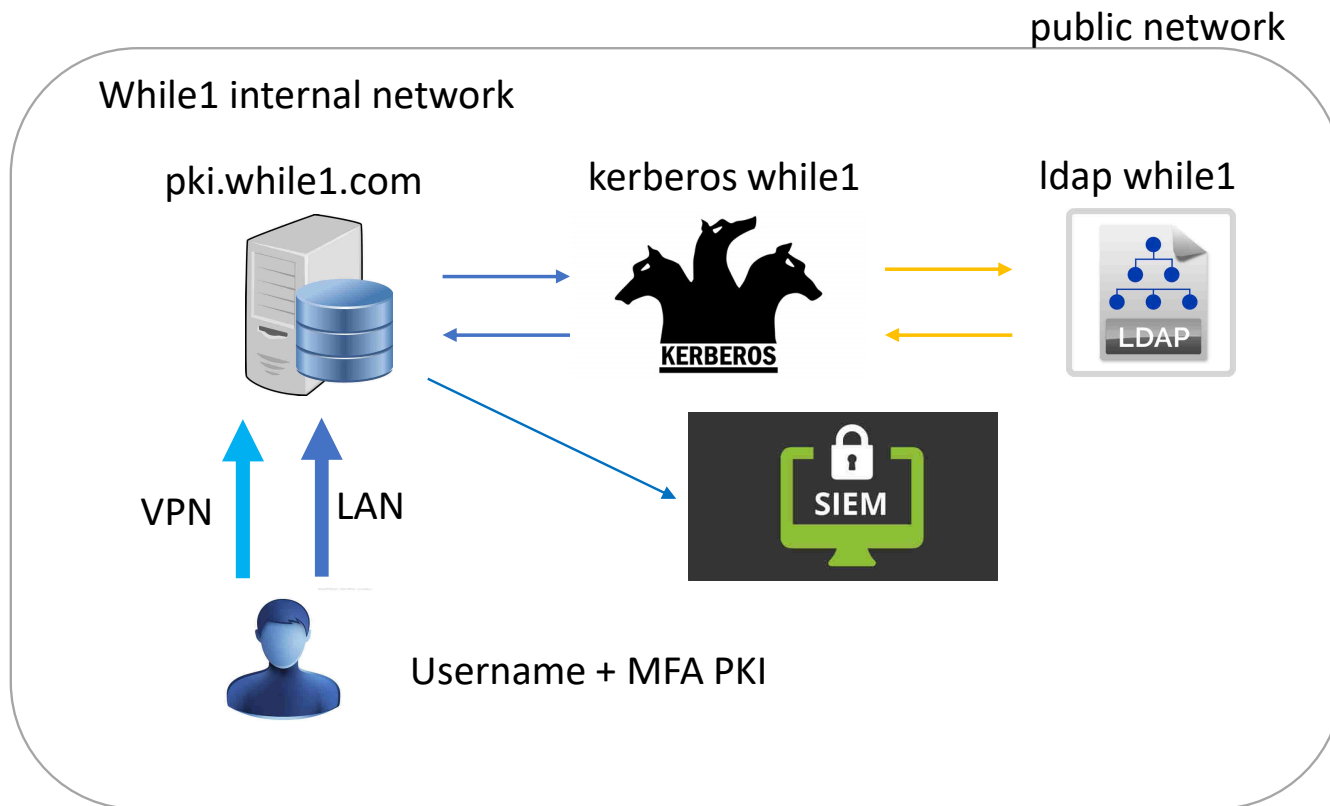 public network
While1 internal network
pki.while1.com
kerberos while1
ldap while1
KERBEROS
LDAP
SIEM
VPN
LAN
Username + MFA PKI